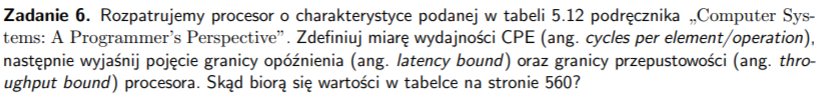 Zadanie 6. Rozpatrujemy procesor o charakterystyce podanej w tabeli 5.12 podręcznika „Computer Sys-
tems: A Programmer's Perspective”. Zdefiniuj miarę wydajności CPE (ang. cycles per element/operation),
następnie wyjaśnij pojęcie granicy opóźnienia (ang. latency bound) oraz granicy przepustowości (ang. thro-
ughput bound) procesora. Skąd biorą się wartości w tabelce na stronie 560?